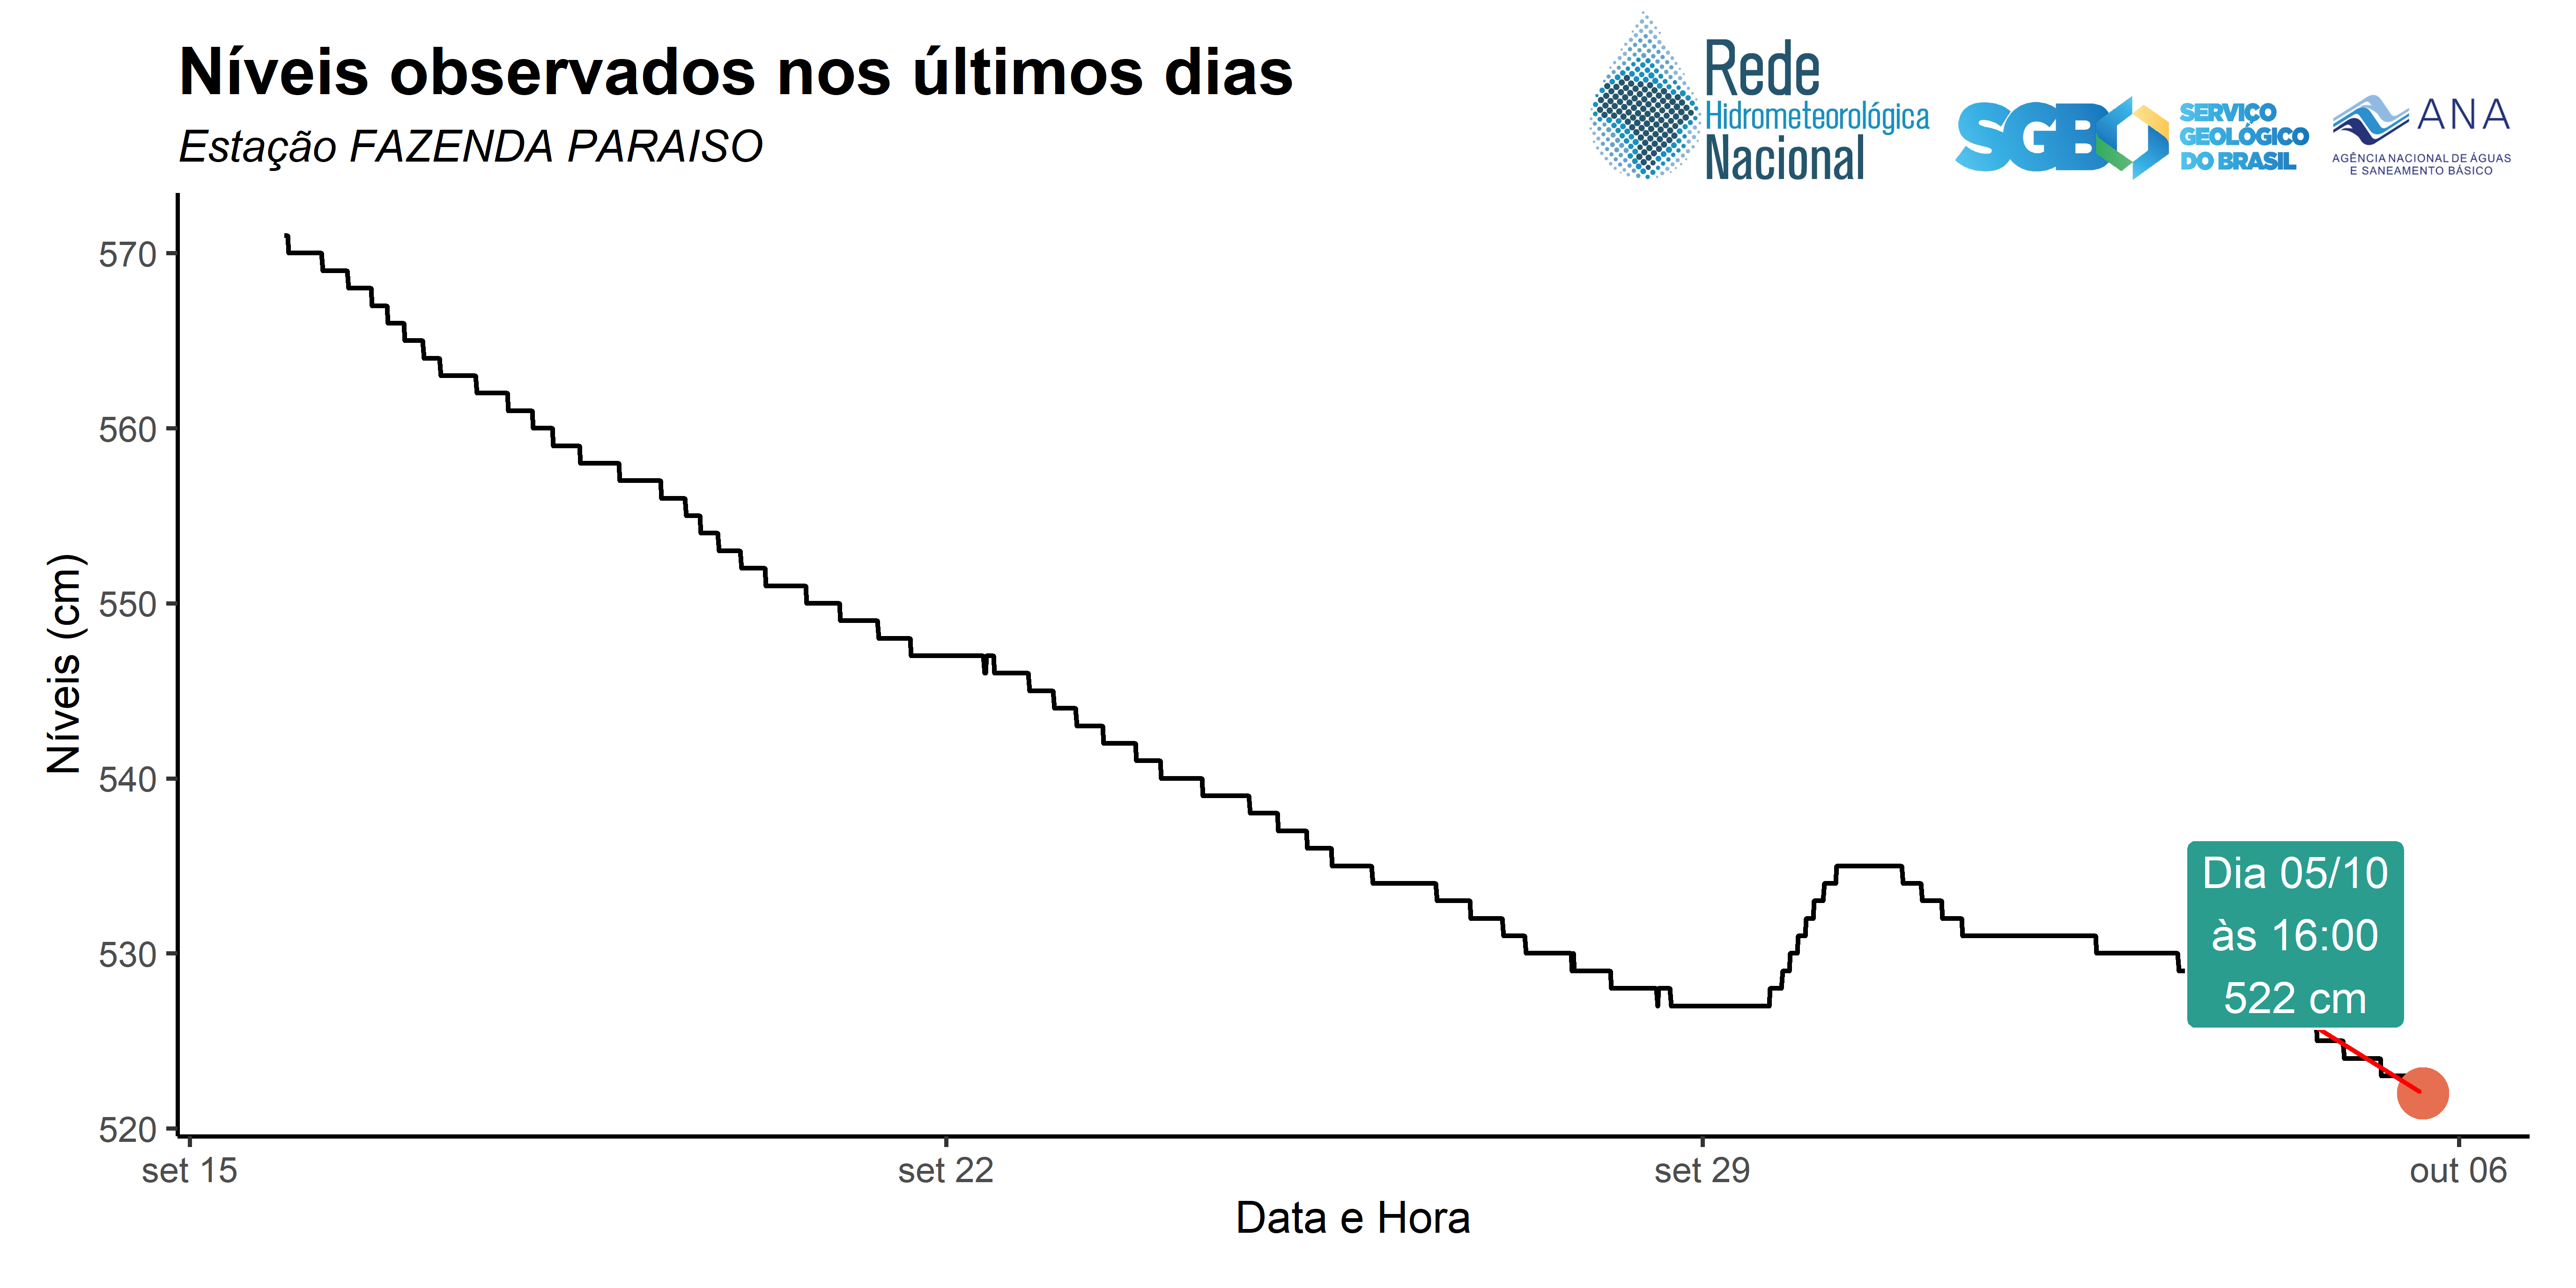 Níveis observados nos últimos dias
Estação FAZENDA PARAISO
Rede
Hidrometeorológica
Nacional
SGB
SERVIÇO
GEOLÓGICO
DO BRASIL
ANA
AGÊNCIA NACIONAL DE ÁGUAS
E SANEAMENTO BÁSICO
Níveis (cm)
570
560
550
540
530
520
Dia 05/10
às 16:00
522 cm
set 15
set 22
set 29
out 06
Data e Hora